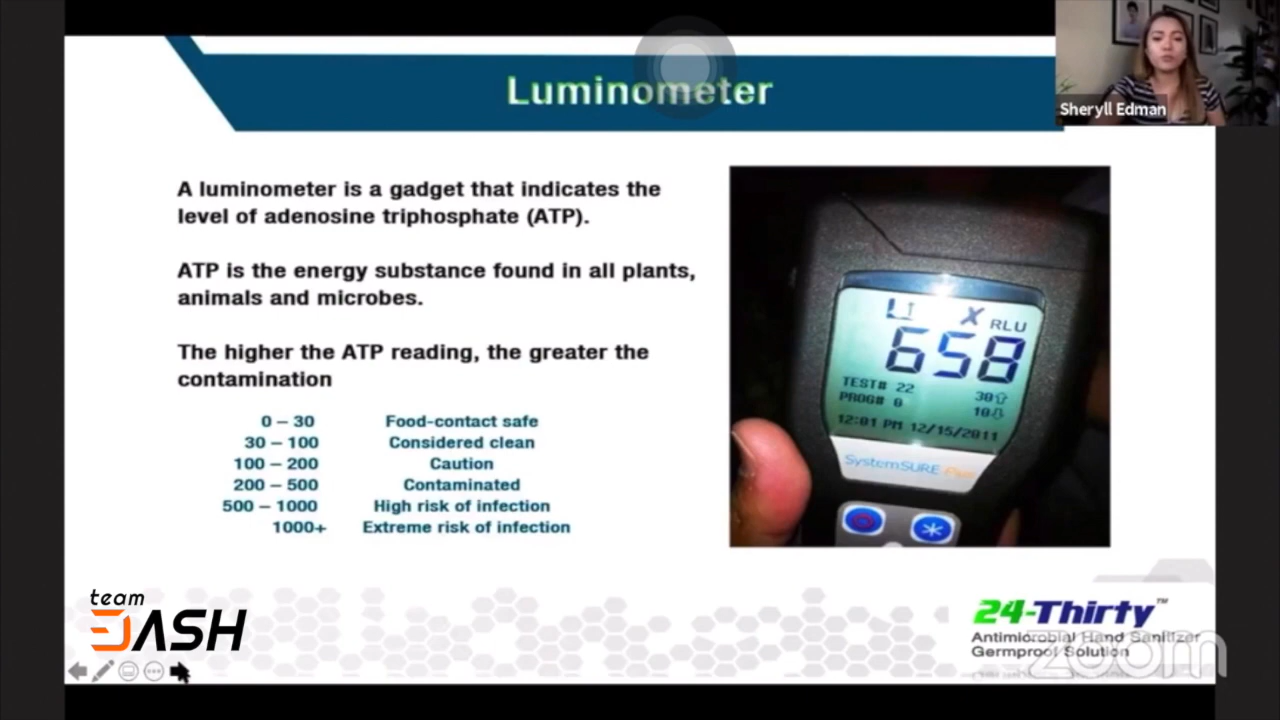 Luminometer
Sheryll Edman
A luminometer is a gadget that indicates the
level of adenosine triphosphate (ATP).
ATP is the energy substance found in all plants,
animals and microbes.
The higher the ATP reading, the greater the
contamination
0 – 30 Food-contact safe
30 – 100 Considered clean
100 – 200 Caution
200 – 500 Contaminated
500 – 1000 High risk of infection
1000+ Extreme risk of infection
RLU
658
TEST# 22
30
PROG# 0
10
12:01 PM 12/15/2011
SystemSURE Plus
team
DASH
24-Thirty™
Antimicrobial Hand Sanitizer
Germproof Solution
zoom